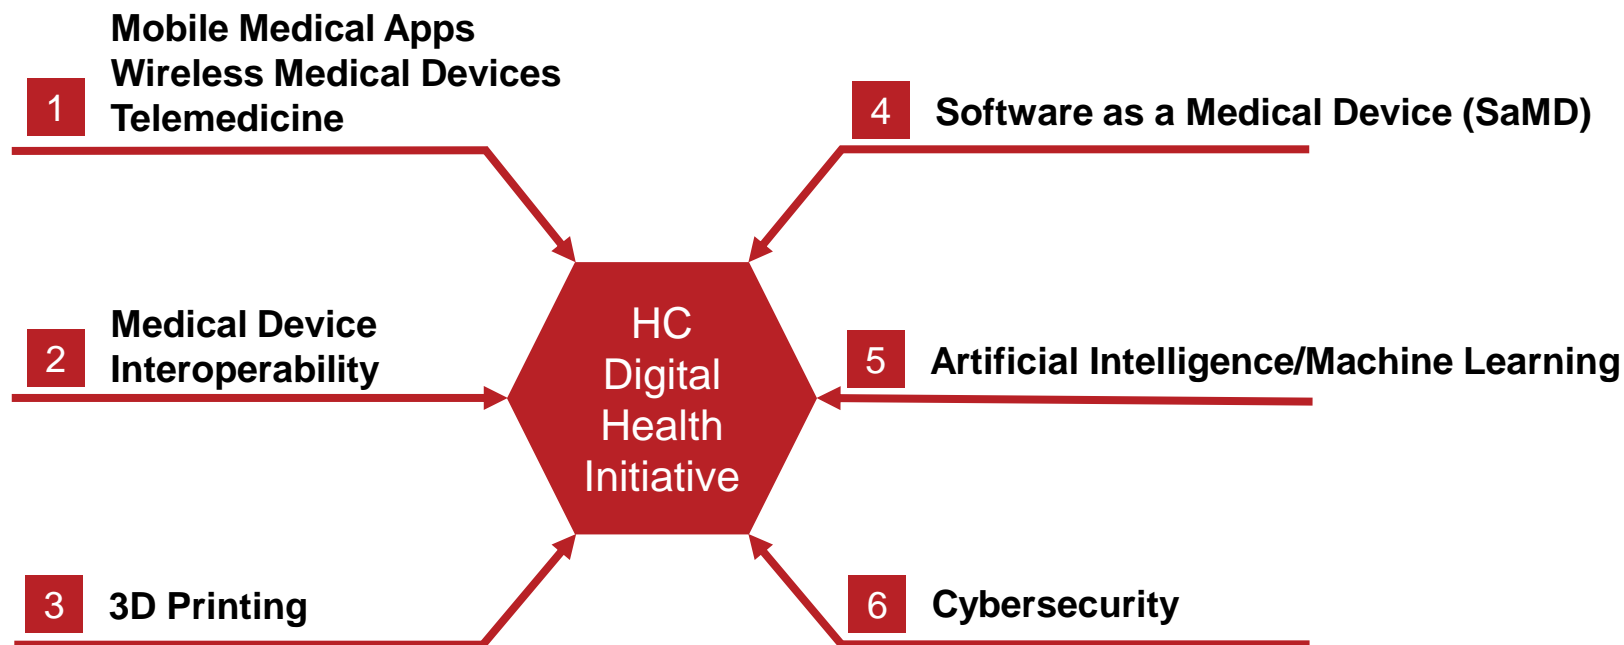 1
Mobile Medical Apps
Wireless Medical Devices
Telemedicine
2
Medical Device
Interoperability
3
3D Printing
HC
Digital
Health
Initiative
4
Software as a Medical Device (SaMD)
5
Artificial Intelligence/Machine Learning
6
Cybersecurity